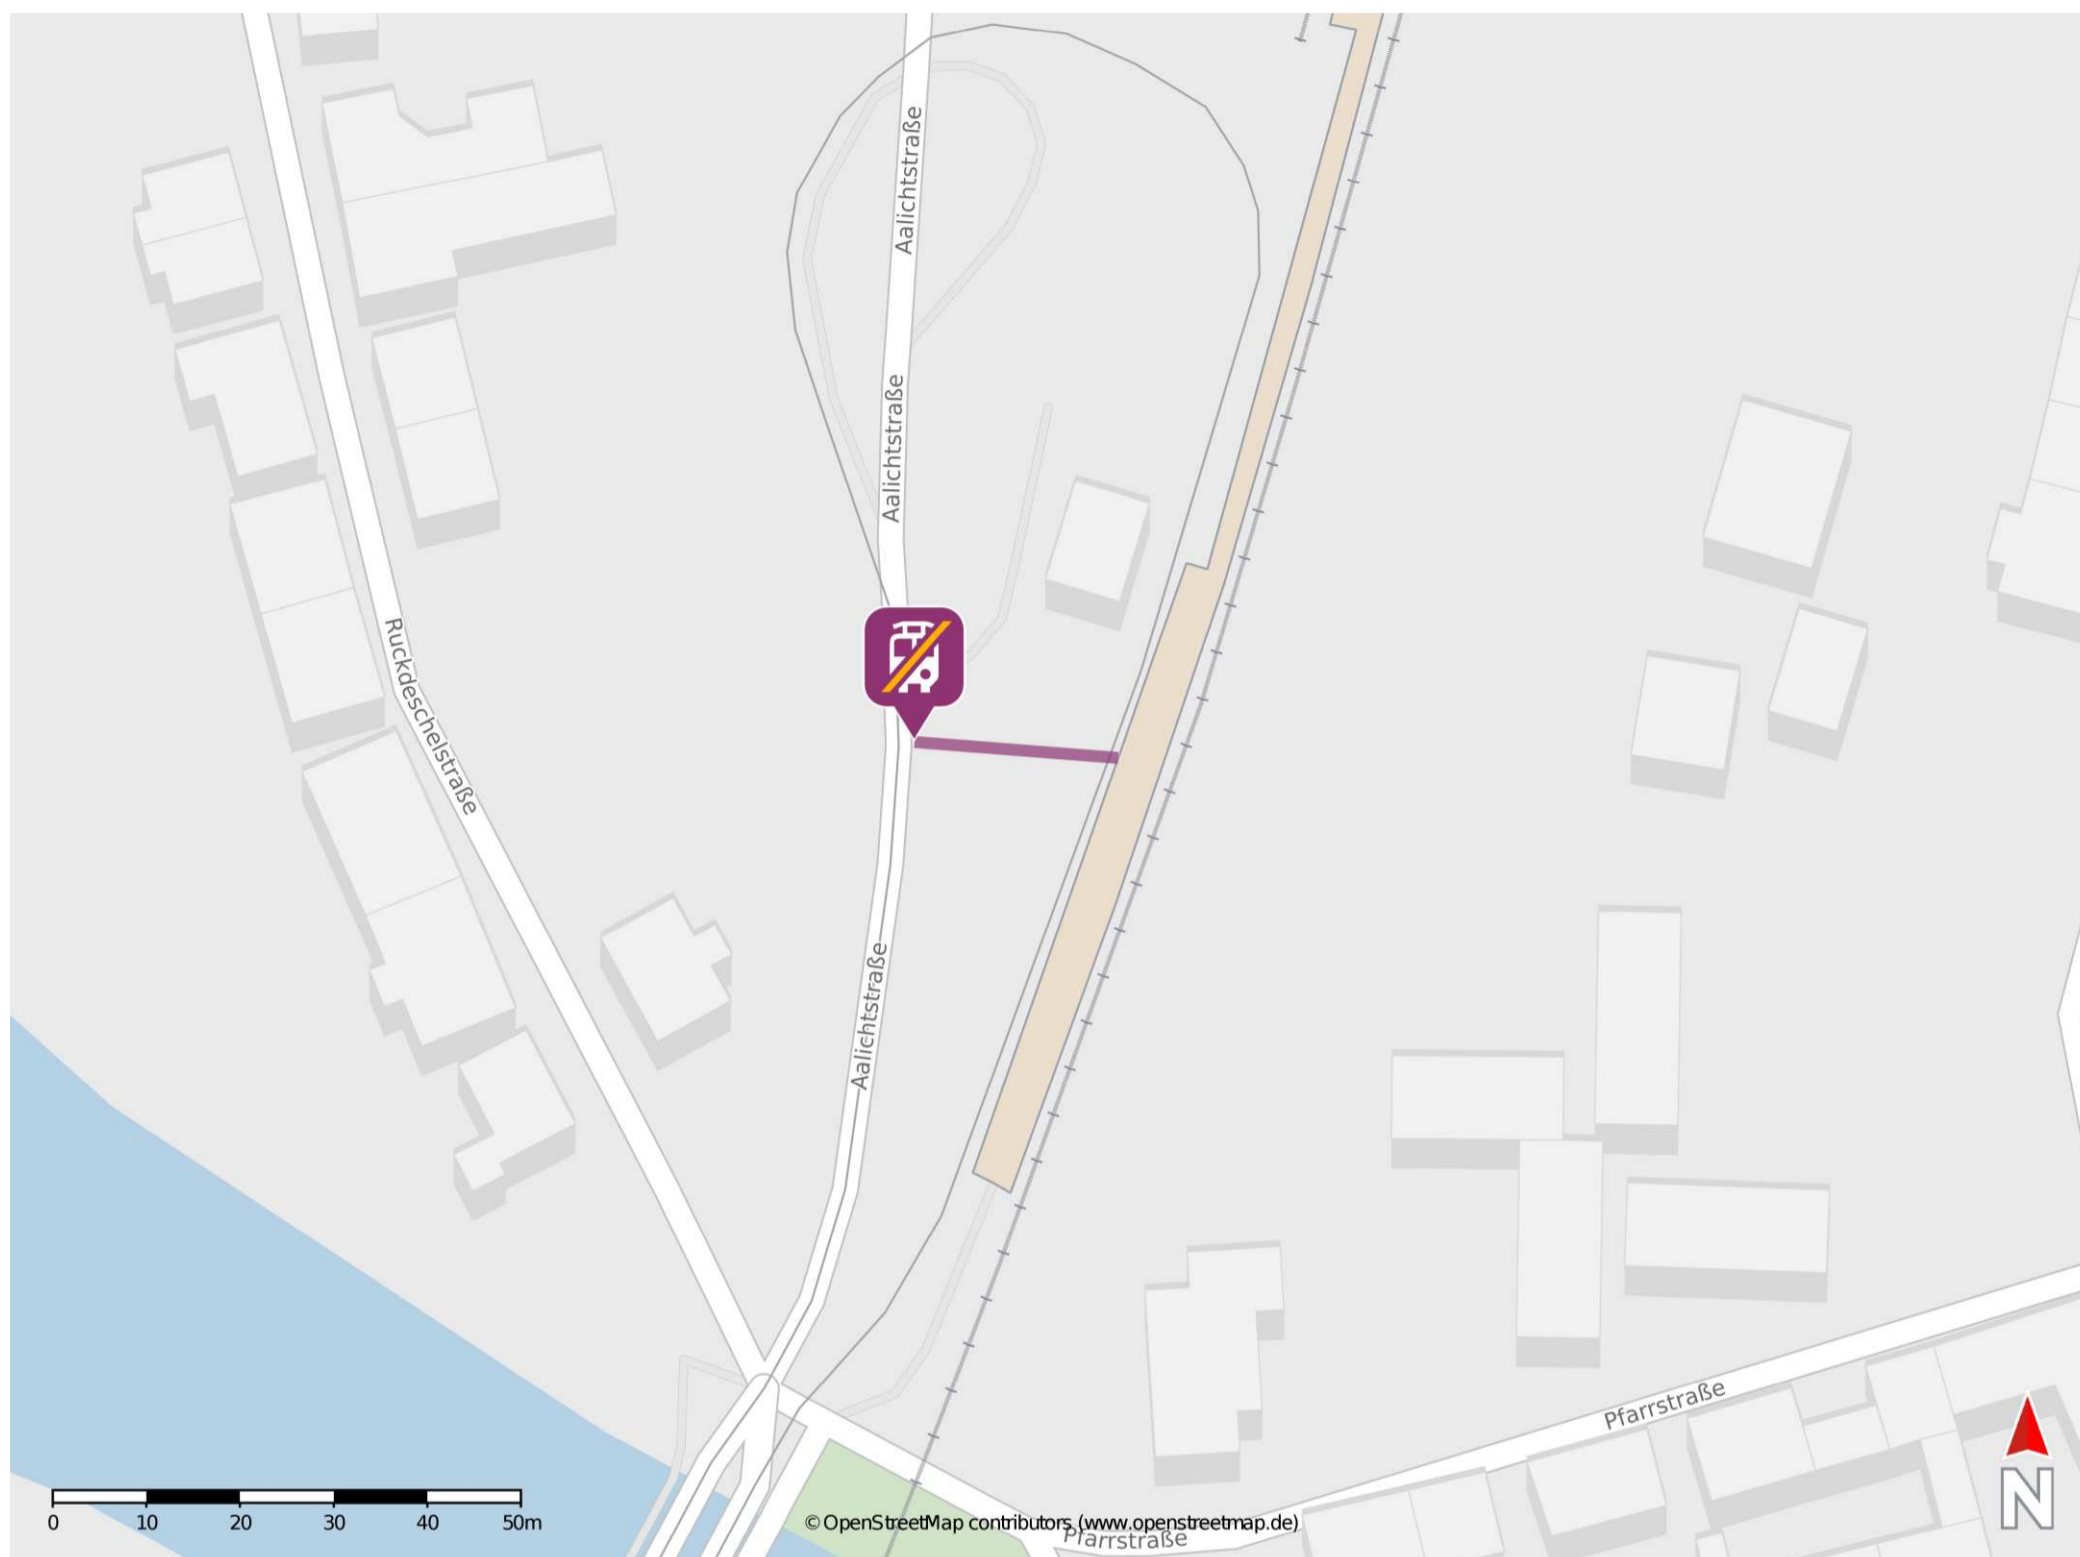 Aalichtstraße
Aalichtstraße
Ruckdeschelstraße
Aalichtstraße
Pfarrstraße
Pfarrstraße
© OpenStreetMap contributors (www.openstreetmap.de)
0 10 20 30 40 50m
N